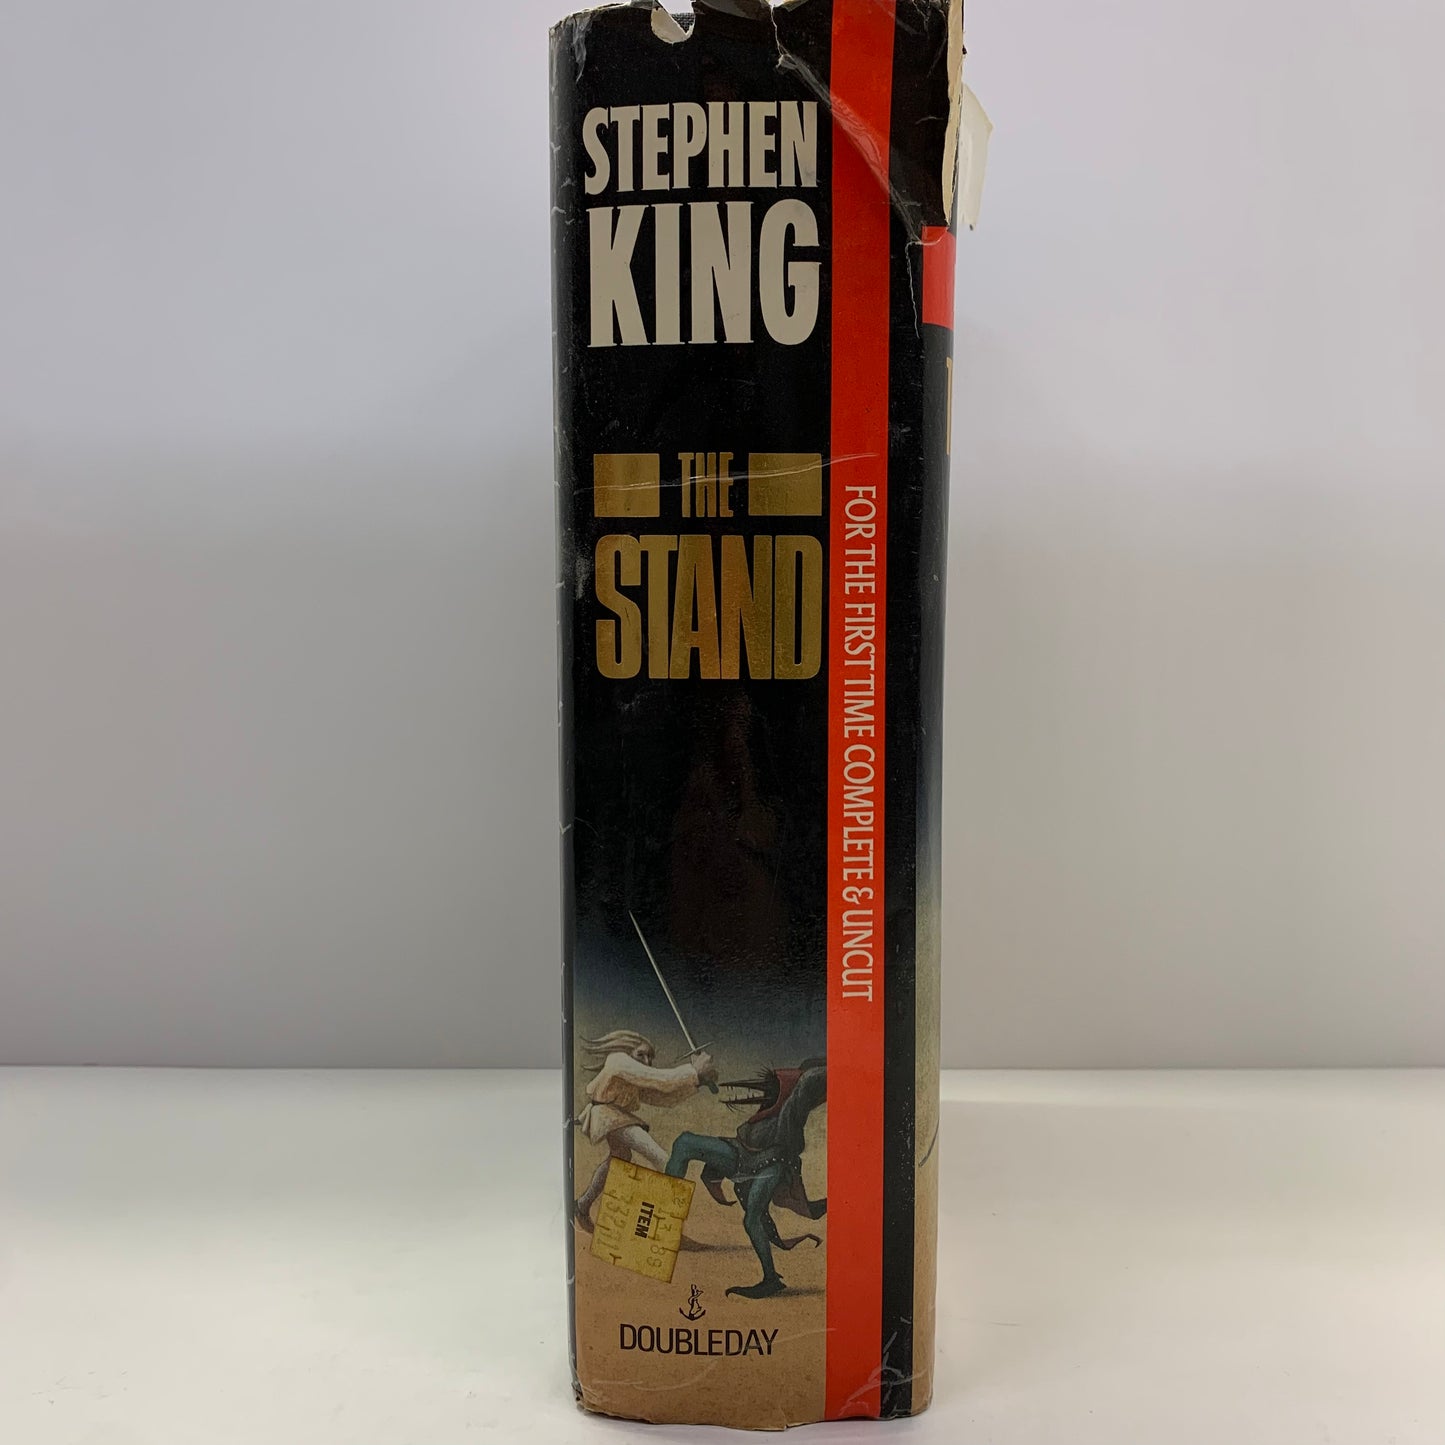 STEPHEN
KING
THE
STAND
FOR THE FIRST TIME COMPLETE & UNCUT
ITEM
DOUBLEDAY
T